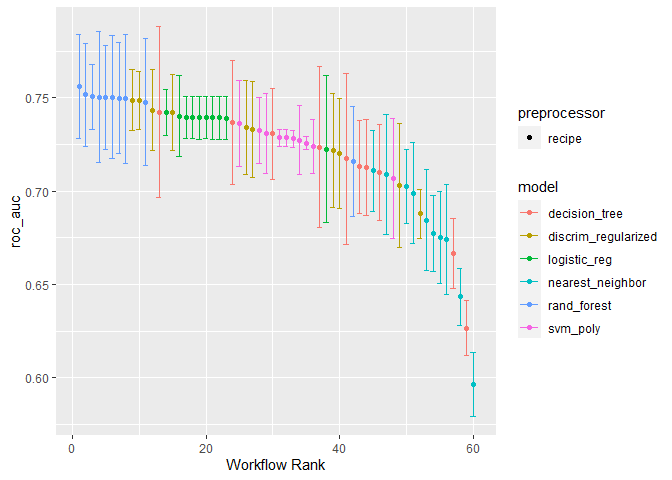 0.75
0.70
0.65
0.60
roc_auc
0
20
40
60
Workflow Rank
preprocessor
recipe
model
decision_tree
discrim_regularized
logistic_reg
nearest_neighbor
rand_forest
svm_poly